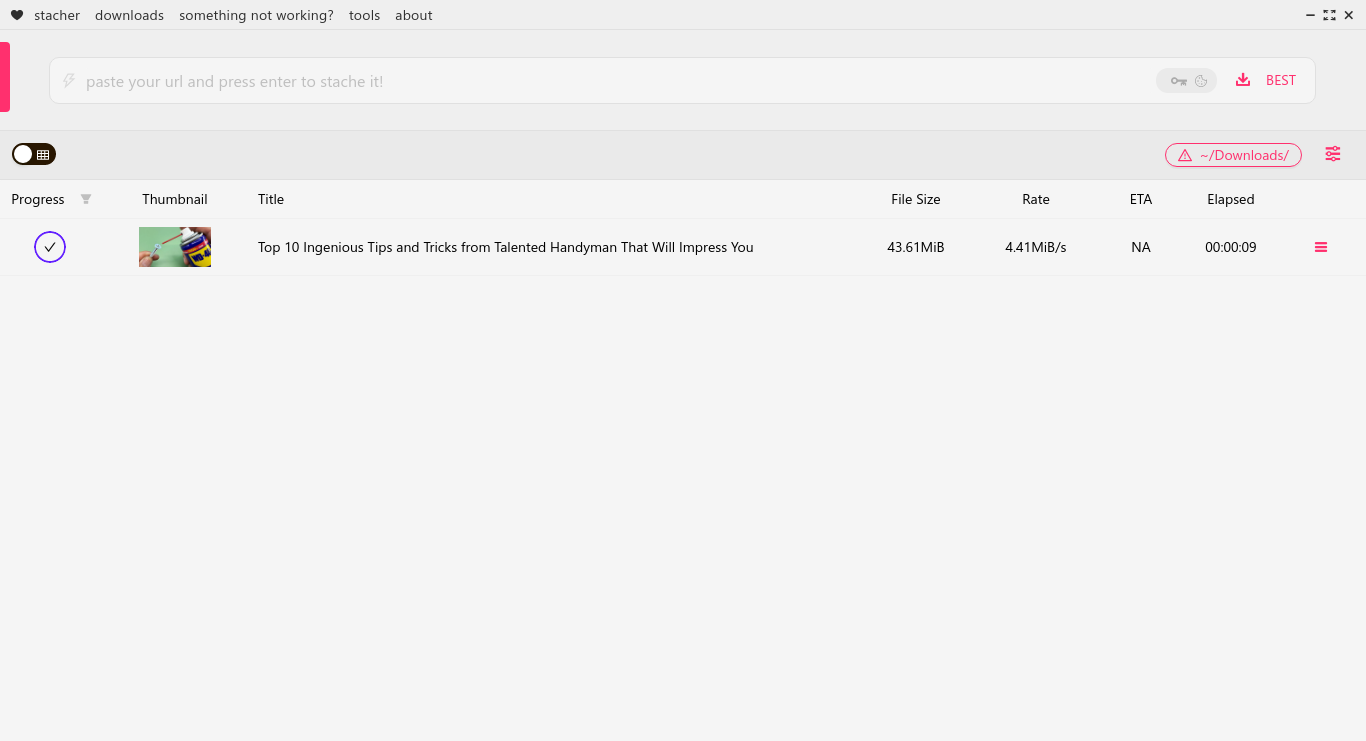 stacher downloads something not working? tools about
paste your url and press enter to stache it! BEST
~/Downloads/
Progress Thumbnail Title File Size Rate ETA Elapsed
Top 10 Ingenious Tips and Tricks from Talented Handyman That Will Impress You 43.61MiB 4.41MiB/s NA 00:00:09